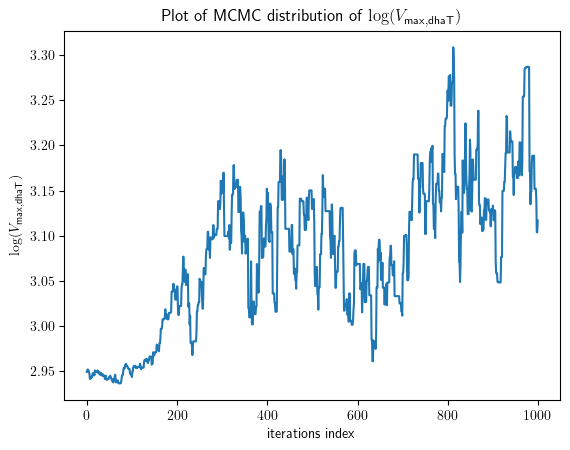 Plot of MCMC distribution of log(V_max,dhaT)
log(V_max,dhaT)
3.30
3.25
3.20
3.15
3.10
3.05
3.00
2.95
0 200 400 600 800 1000
iterations index